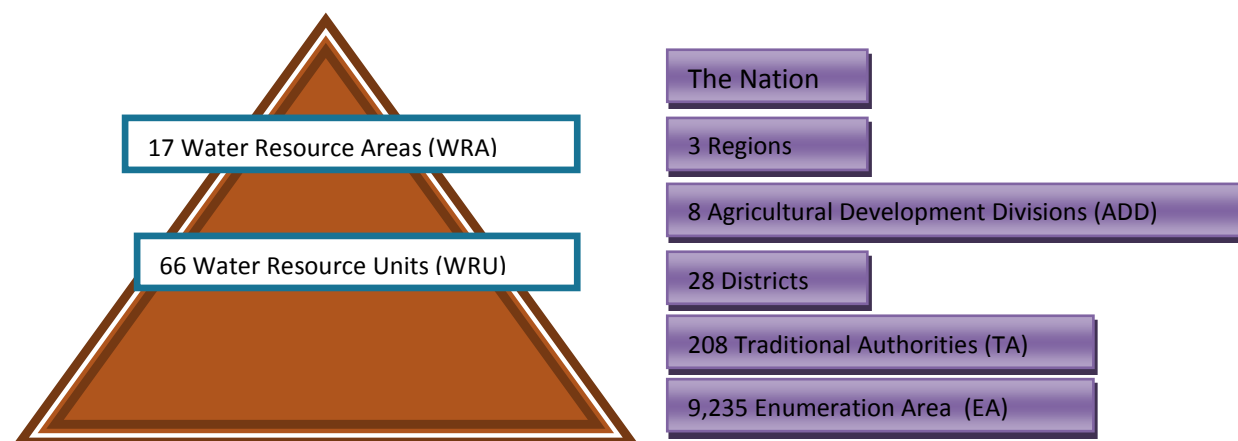 17 Water Resource Areas (WRA)
66 Water Resource Units (WRU)
The Nation
3 Regions
8 Agricultural Development Divisions (ADD)
28 Districts
208 Traditional Authorities (TA)
9,235 Enumeration Area (EA)